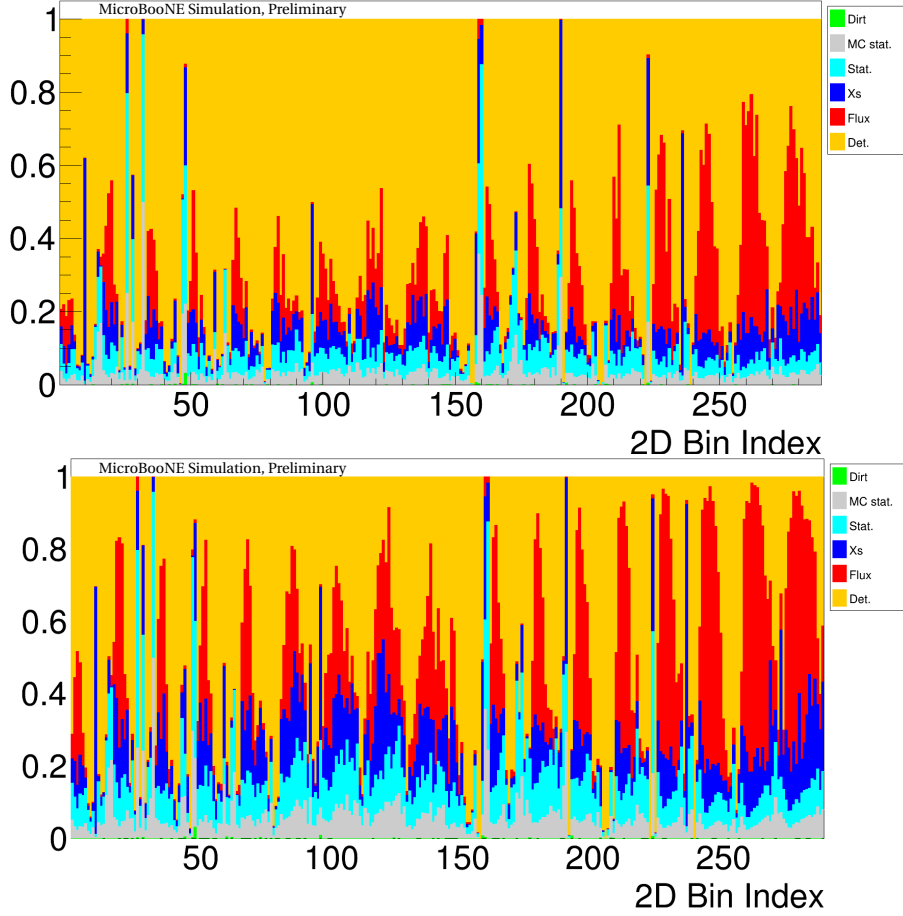 MicroBooNE Simulation, Preliminary
1
0.8
0.6
0.4
0.2
0
50 100 150 200 250
2D Bin Index
Dirt
MC stat.
Stat.
Xs
Flux
Det.
MicroBooNE Simulation, Preliminary
1
0.8
0.6
0.4
0.2
0
50 100 150 200 250
2D Bin Index
Dirt
MC stat.
Stat.
Xs
Flux
Det.